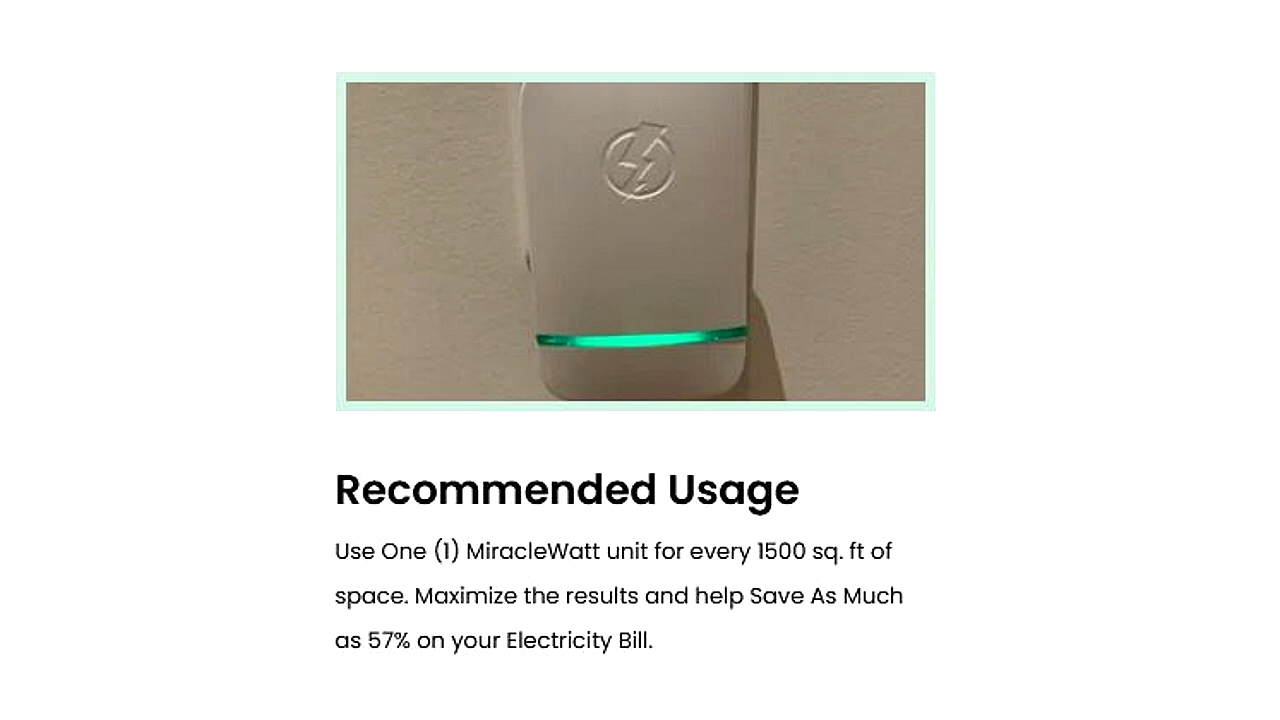 Recommended Usage
Use One (1) MiracleWatt unit for every 1500 sq. ft of
space. Maximize the results and help Save As Much
as 57% on your Electricity Bill.